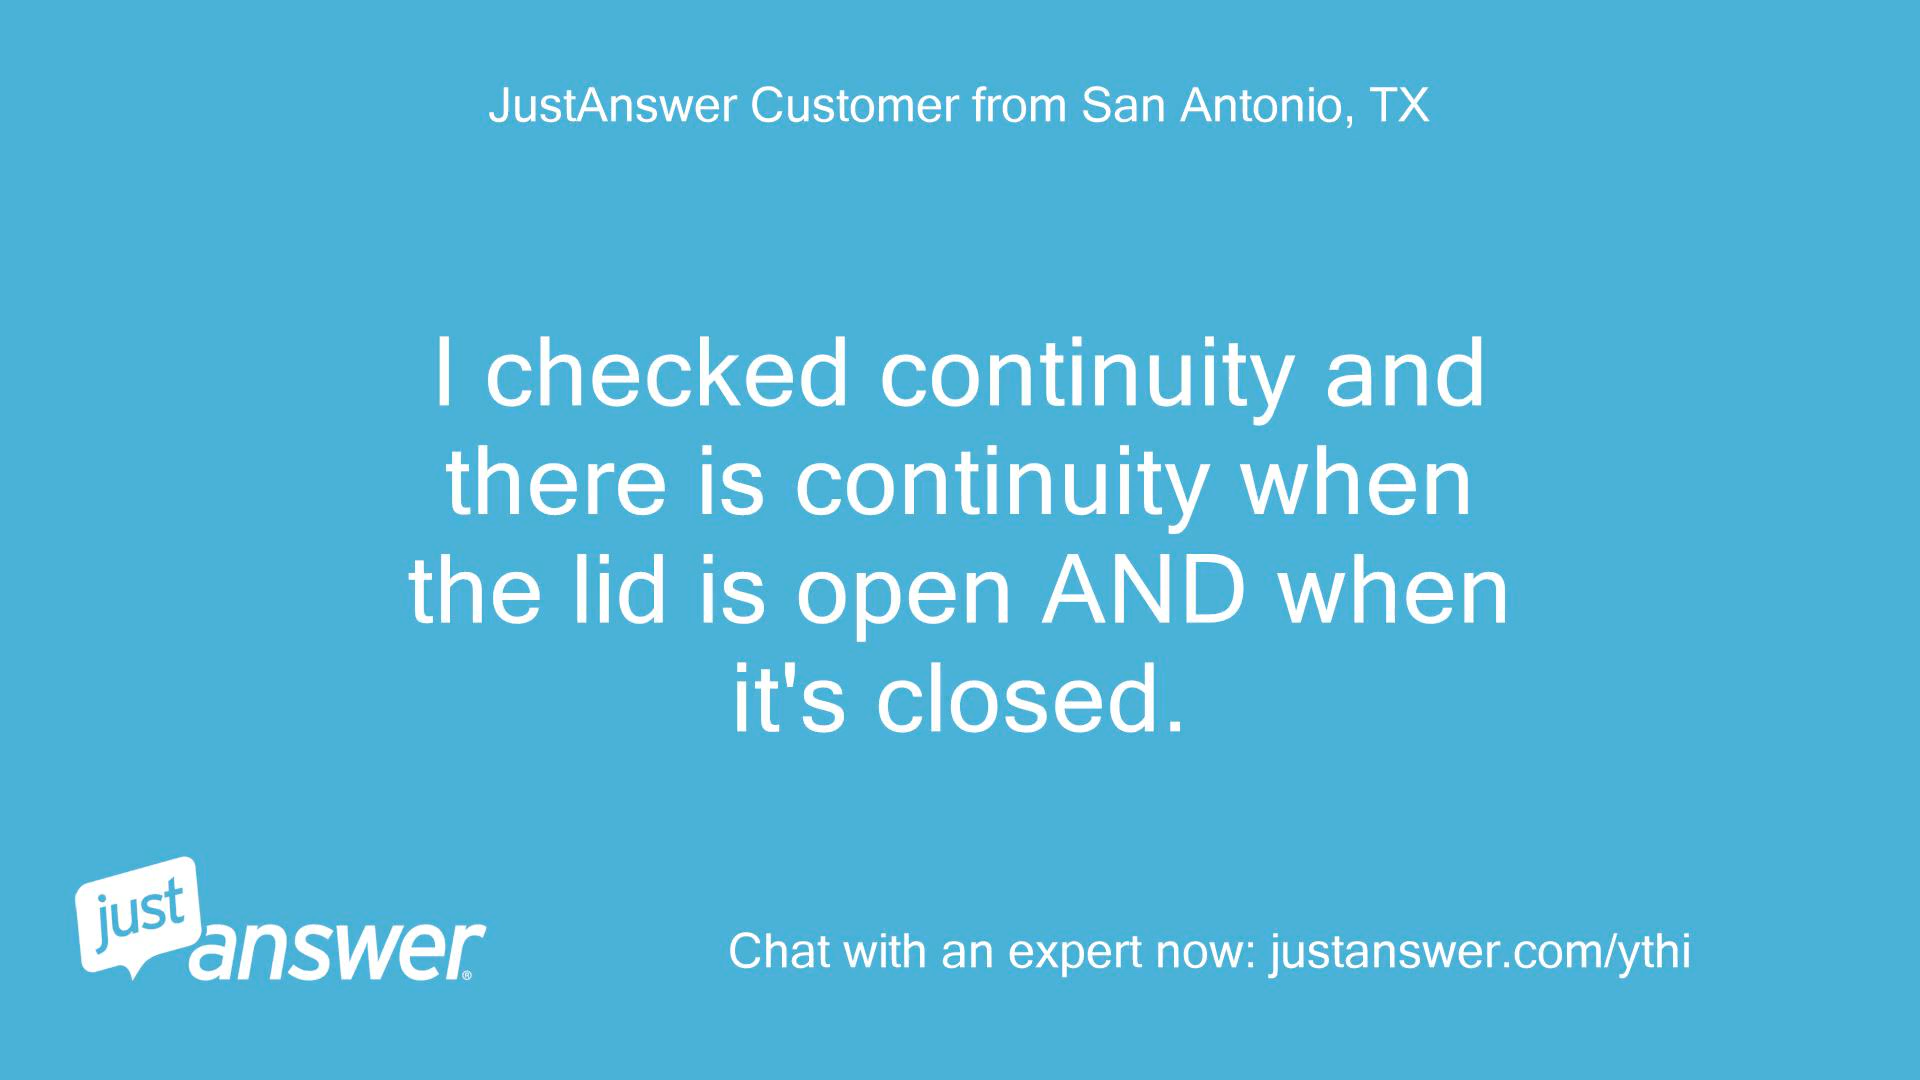 JustAnswer Customer from San Antonio, TX
I checked continuity and
there is continuity when
the lid is open AND when
it's closed.
just
answer®
Chat with an expert now: justanswer.com/ythi